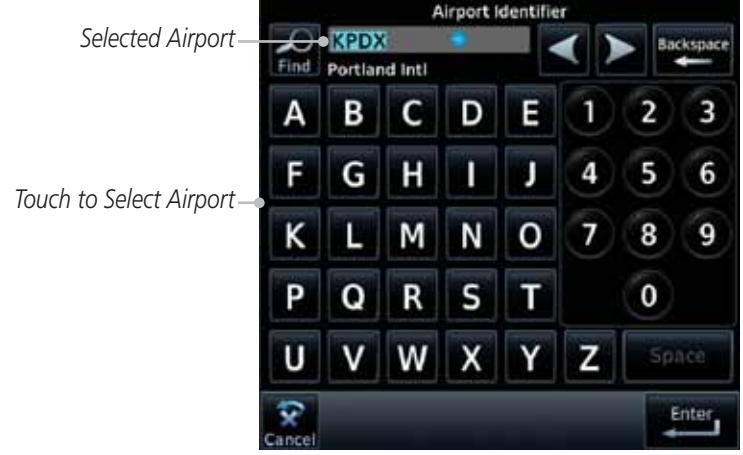 Airport Identifier
Selected Airport
KPDX
Find
Portland Intl
Backspace
A B C D E 1 2 3
Touch to Select Airport
F G H I J 4 5 6
K L M N O 7 8 9
P Q R S T 0
U V W X Y Z Space
Cancel
Enter